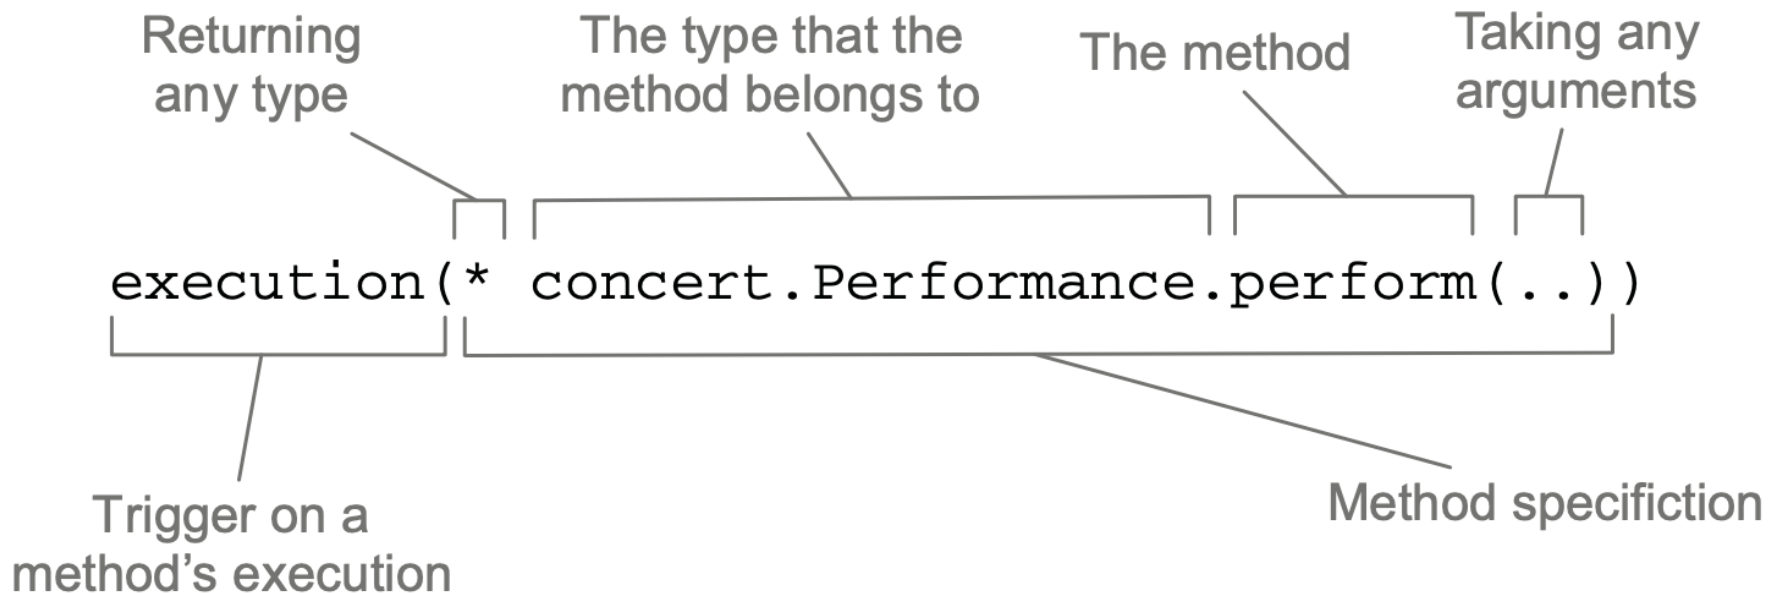 Returning
any type
The type that the
method belongs to
The method
Taking any
arguments
execution(* concert.Performance.perform(..))
Trigger on a
method’s execution
Method specifiction